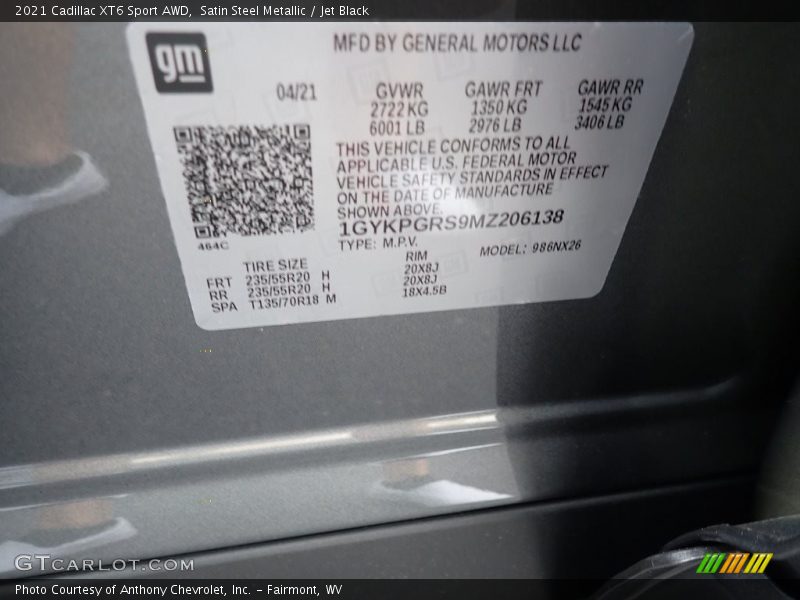 2021 Cadillac XT6 Sport AWD,  Satin Steel Metallic / Jet Black
gm
MFD BY GENERAL MOTORS LLC
04/21
GVWR
2722 KG
6001 LB
GAWR FRT
1350 KG
2976 LB
GAWR RR
1545 KG
3406 LB
THIS VEHICLE CONFORMS TO ALL
APPLICABLE U.S. FEDERAL MOTOR
VEHICLE SAFETY STANDARDS IN EFFECT
ON THE DATE OF MANUFACTURE
SHOWN ABOVE.
1GYKPGRS9MZ206138
TYPE: M.P.V.
MODEL: 986NX26
464C
TIRE SIZE
RIM
FRT 235/55R20 H 20X8J
RR 235/55R20 H 20X8J
SPA T135/70R18 M 18X4.5B
GTCARLOT.COM
Photo Courtesy of Anthony Chevrolet, Inc. – Fairmont, WV